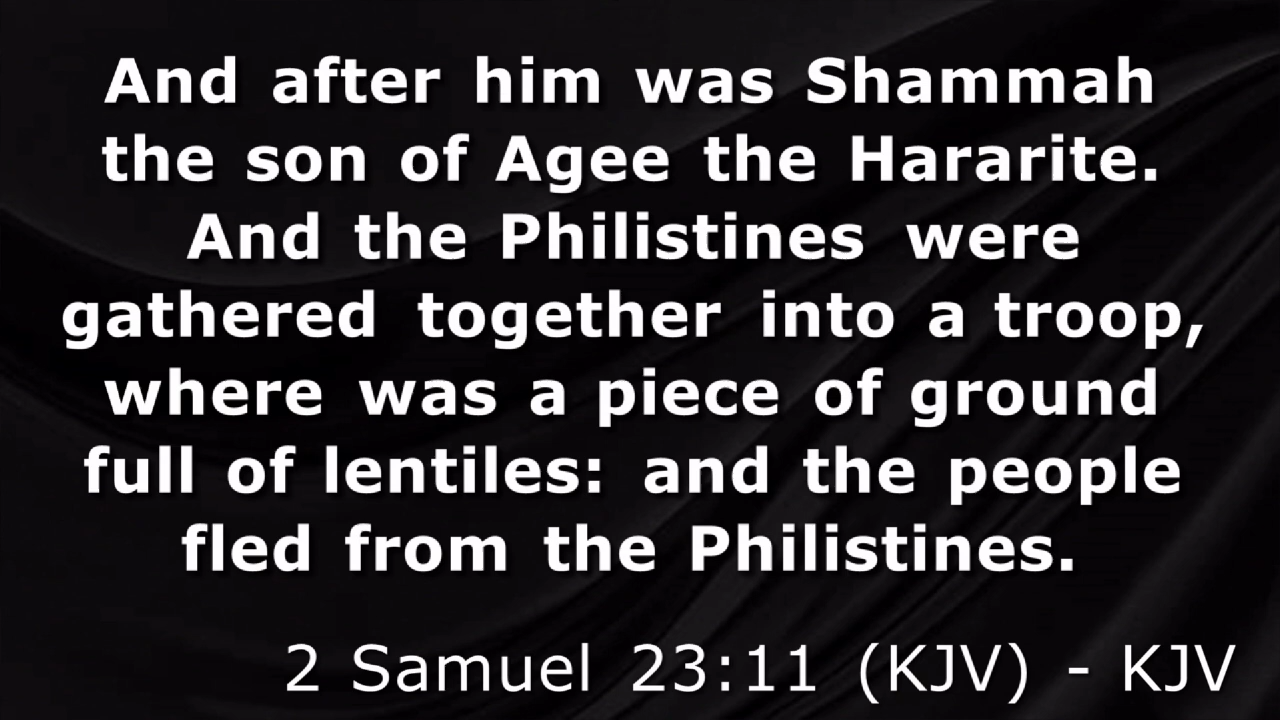 And after him was Shammah
the son of Agee the Hararite.
And the Philistines were
gathered together into a troop,
where was a piece of ground
full of lentiles: and the people
fled from the Philistines.
2 Samuel 23:11 (KJV) - KJV